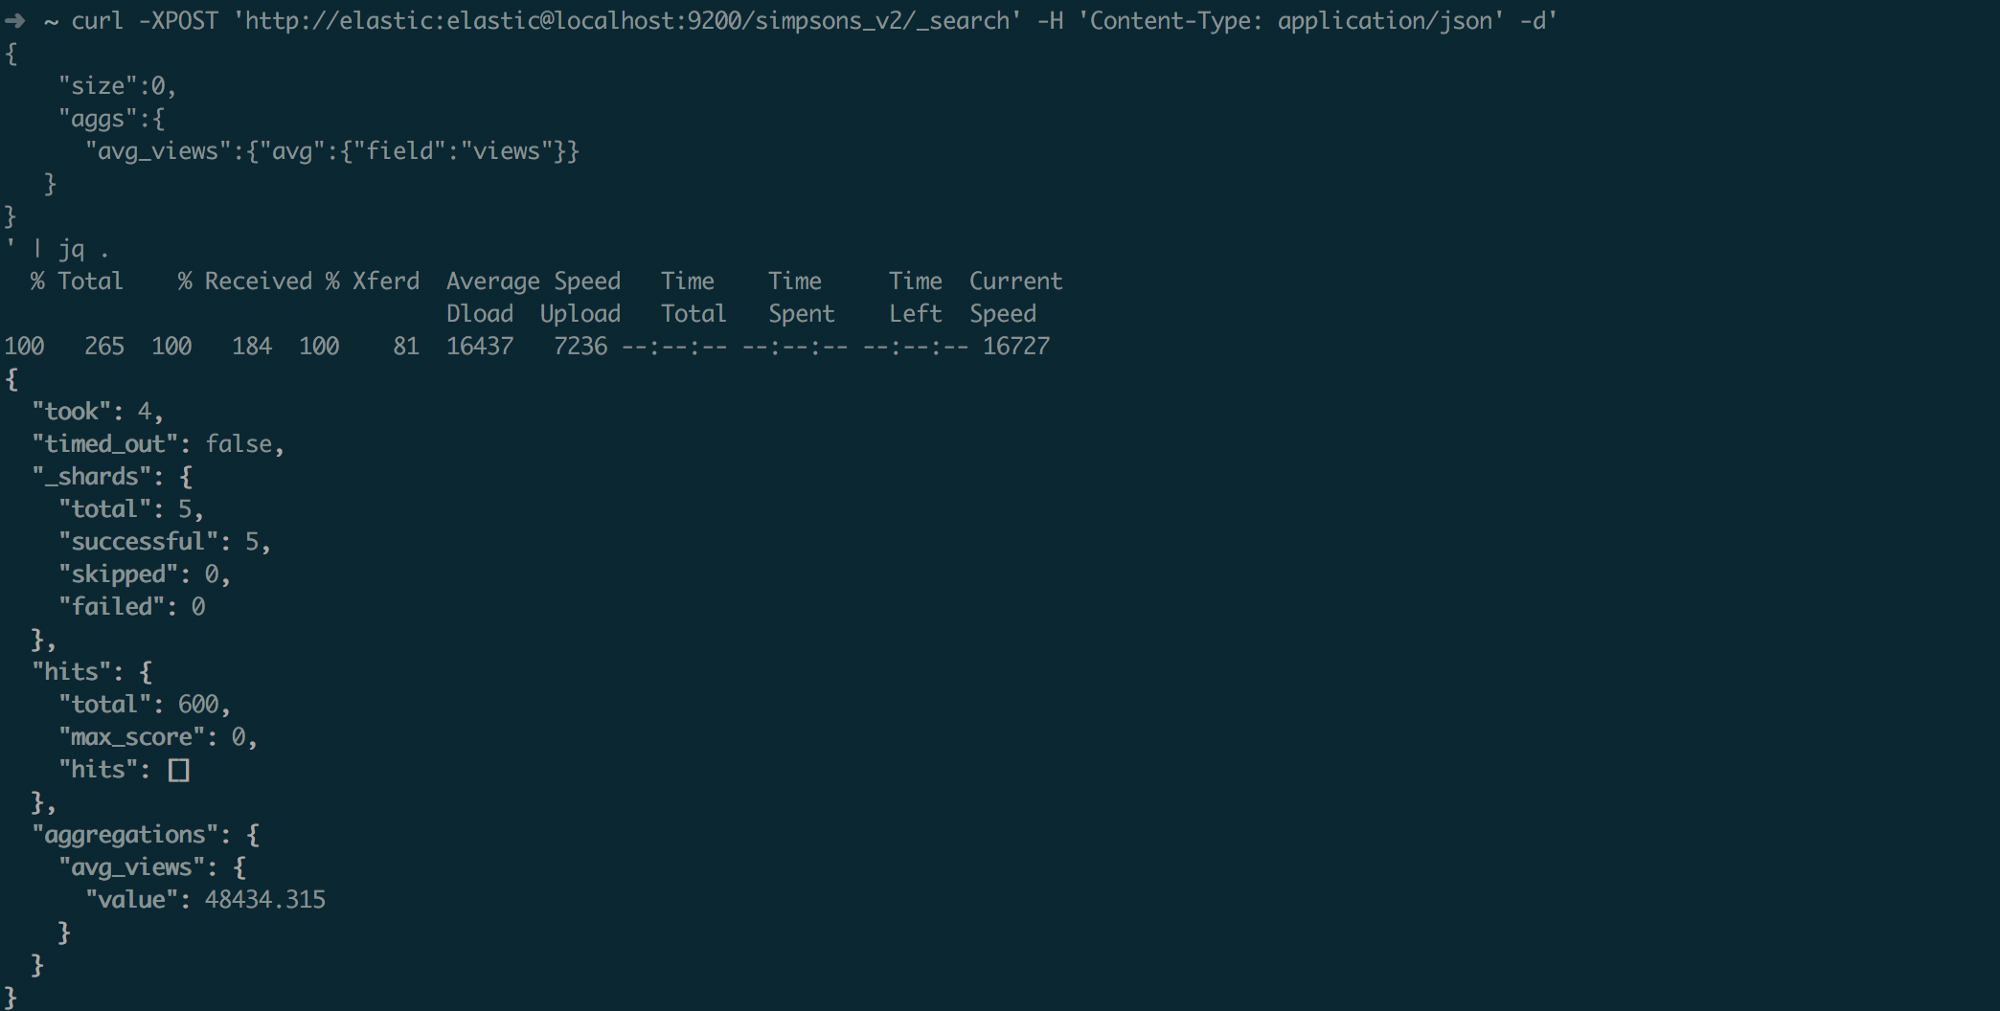 ➜ ~ curl -XPOST 'http://elastic:elastic@localhost:9200/simpsons_v2/_search' -H 'Content-Type: application/json' -d'
{
    "size":0,
    "aggs":{
      "avg_views":{"avg":{"field":"views"}}
   }
}
' | jq .
  % Total    % Received % Xferd  Average Speed   Time    Time     Time  Current
                                 Dload  Upload   Total   Spent    Left  Speed
100   265  100   184  100    81  16437   7236 --:--:-- --:--:-- --:--:-- 16727
{
  "took": 4,
  "timed_out": false,
  "_shards": {
    "total": 5,
    "successful": 5,
    "skipped": 0,
    "failed": 0
  },
  "hits": {
    "total": 600,
    "max_score": 0,
    "hits": []
  },
  "aggregations": {
    "avg_views": {
      "value": 48434.315
    }
  }
}